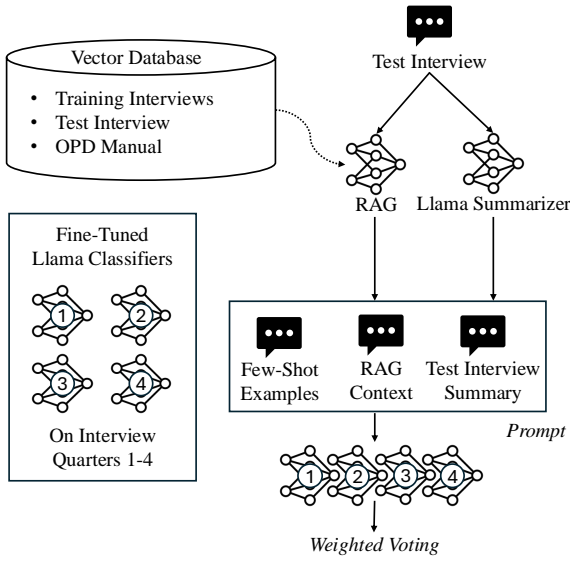 Test Interview
Vector Database
• Training Interviews
• Test Interview
• OPD Manual
RAG
Llama Summarizer
Fine-Tuned
Llama Classifiers
1
2
3
4
On Interview
Quarters 1-4
Few-Shot
Examples
RAG
Context
Test Interview
Summary
Prompt
1 2 3 4
Weighted Voting